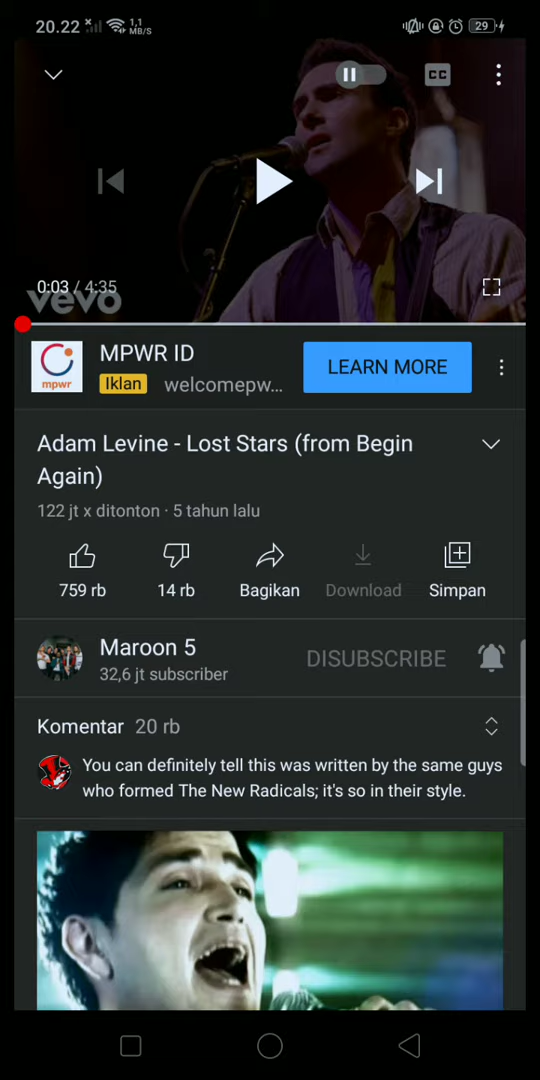 20.22
1,1
MB/S
29
CC
0:03 / 4:35
vevo
MPWR ID
LEARN MORE
mpwr
Iklan welcomepw...
Adam Levine - Lost Stars (from Begin
Again)
122 jt x ditonton · 5 tahun lalu
759 rb
14 rb
Bagikan
Download
Simpan
Maroon 5
32,6 jt subscriber
DISUBSCRIBE
Komentar 20 rb
You can definitely tell this was written by the same guys
who formed The New Radicals; it's so in their style.